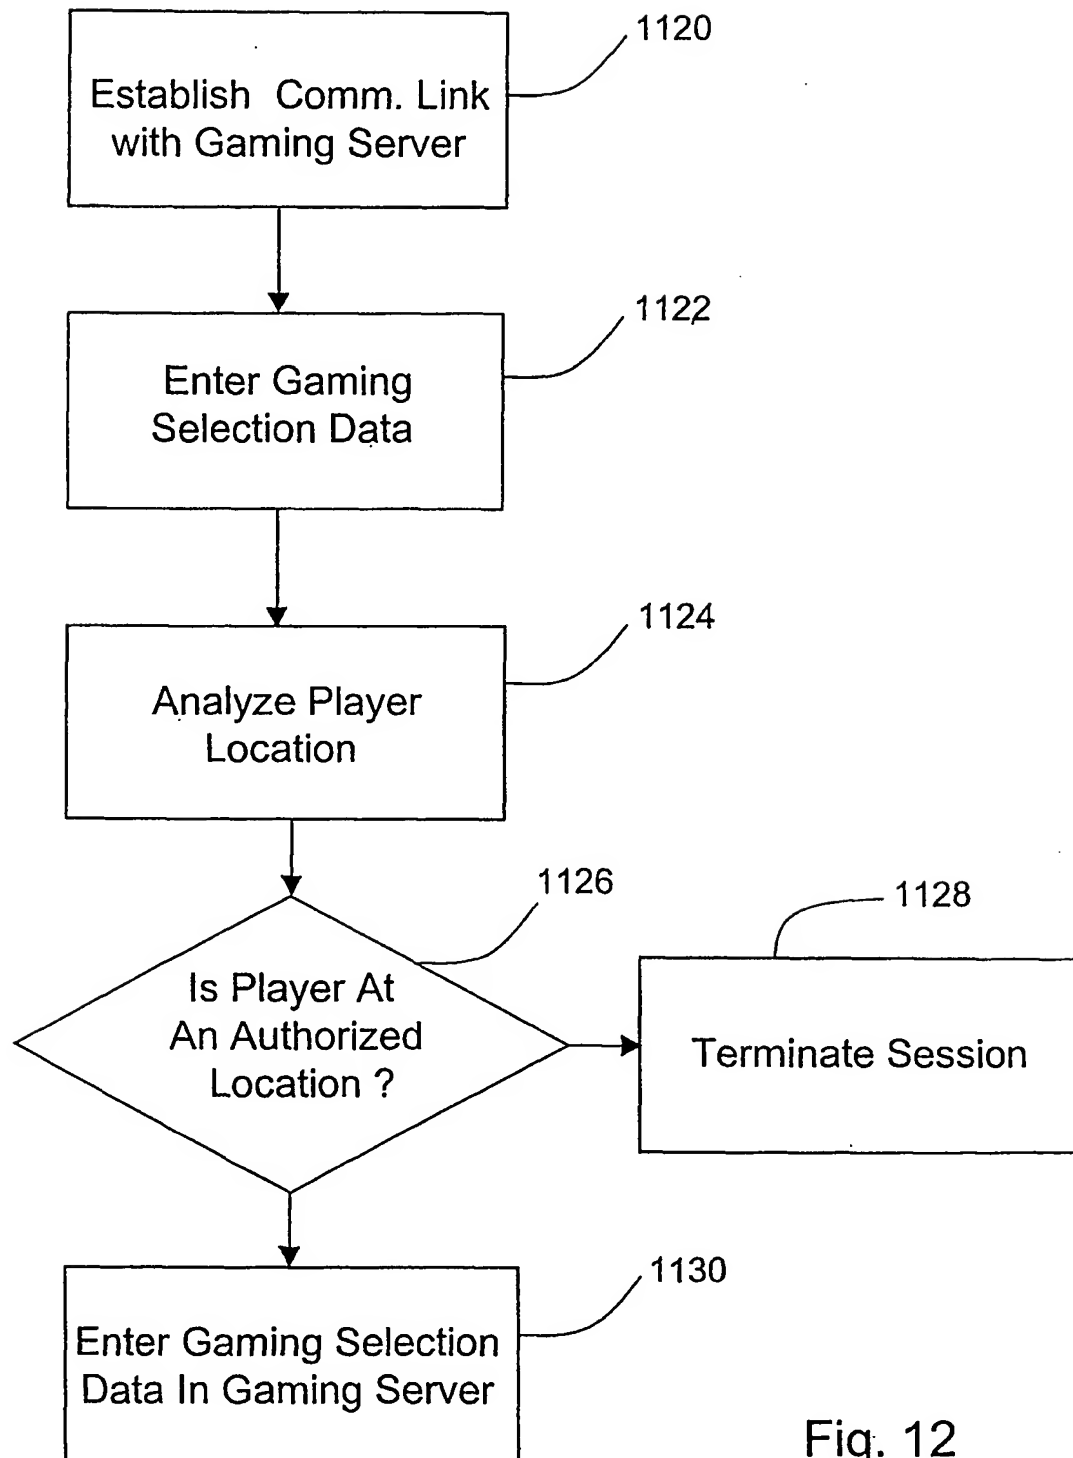 1120
Establish Comm. Link
with Gaming Server
1122
Enter Gaming
Selection Data
1124
Analyze Player
Location
1126
Is Player At
An Authorized
Location ?
1128
Terminate Session
1130
Enter Gaming Selection
Data In Gaming Server
Fig. 12